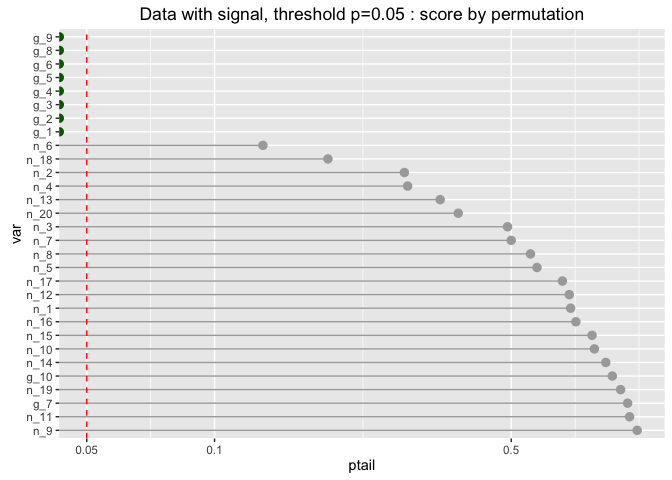 Data with signal, threshold p=0.05 : score by permutation
g_9
g_8
g_6
g_5
g_4
g_3
g_2
g_1
n_6
n_18
n_2
n_4
n_13
n_20
n_3
n_7
n_8
n_5
n_17
n_12
n_1
n_16
n_15
n_10
n_14
g_10
n_19
g_7
n_11
n_9
var
0.05 0.1 0.5
ptail